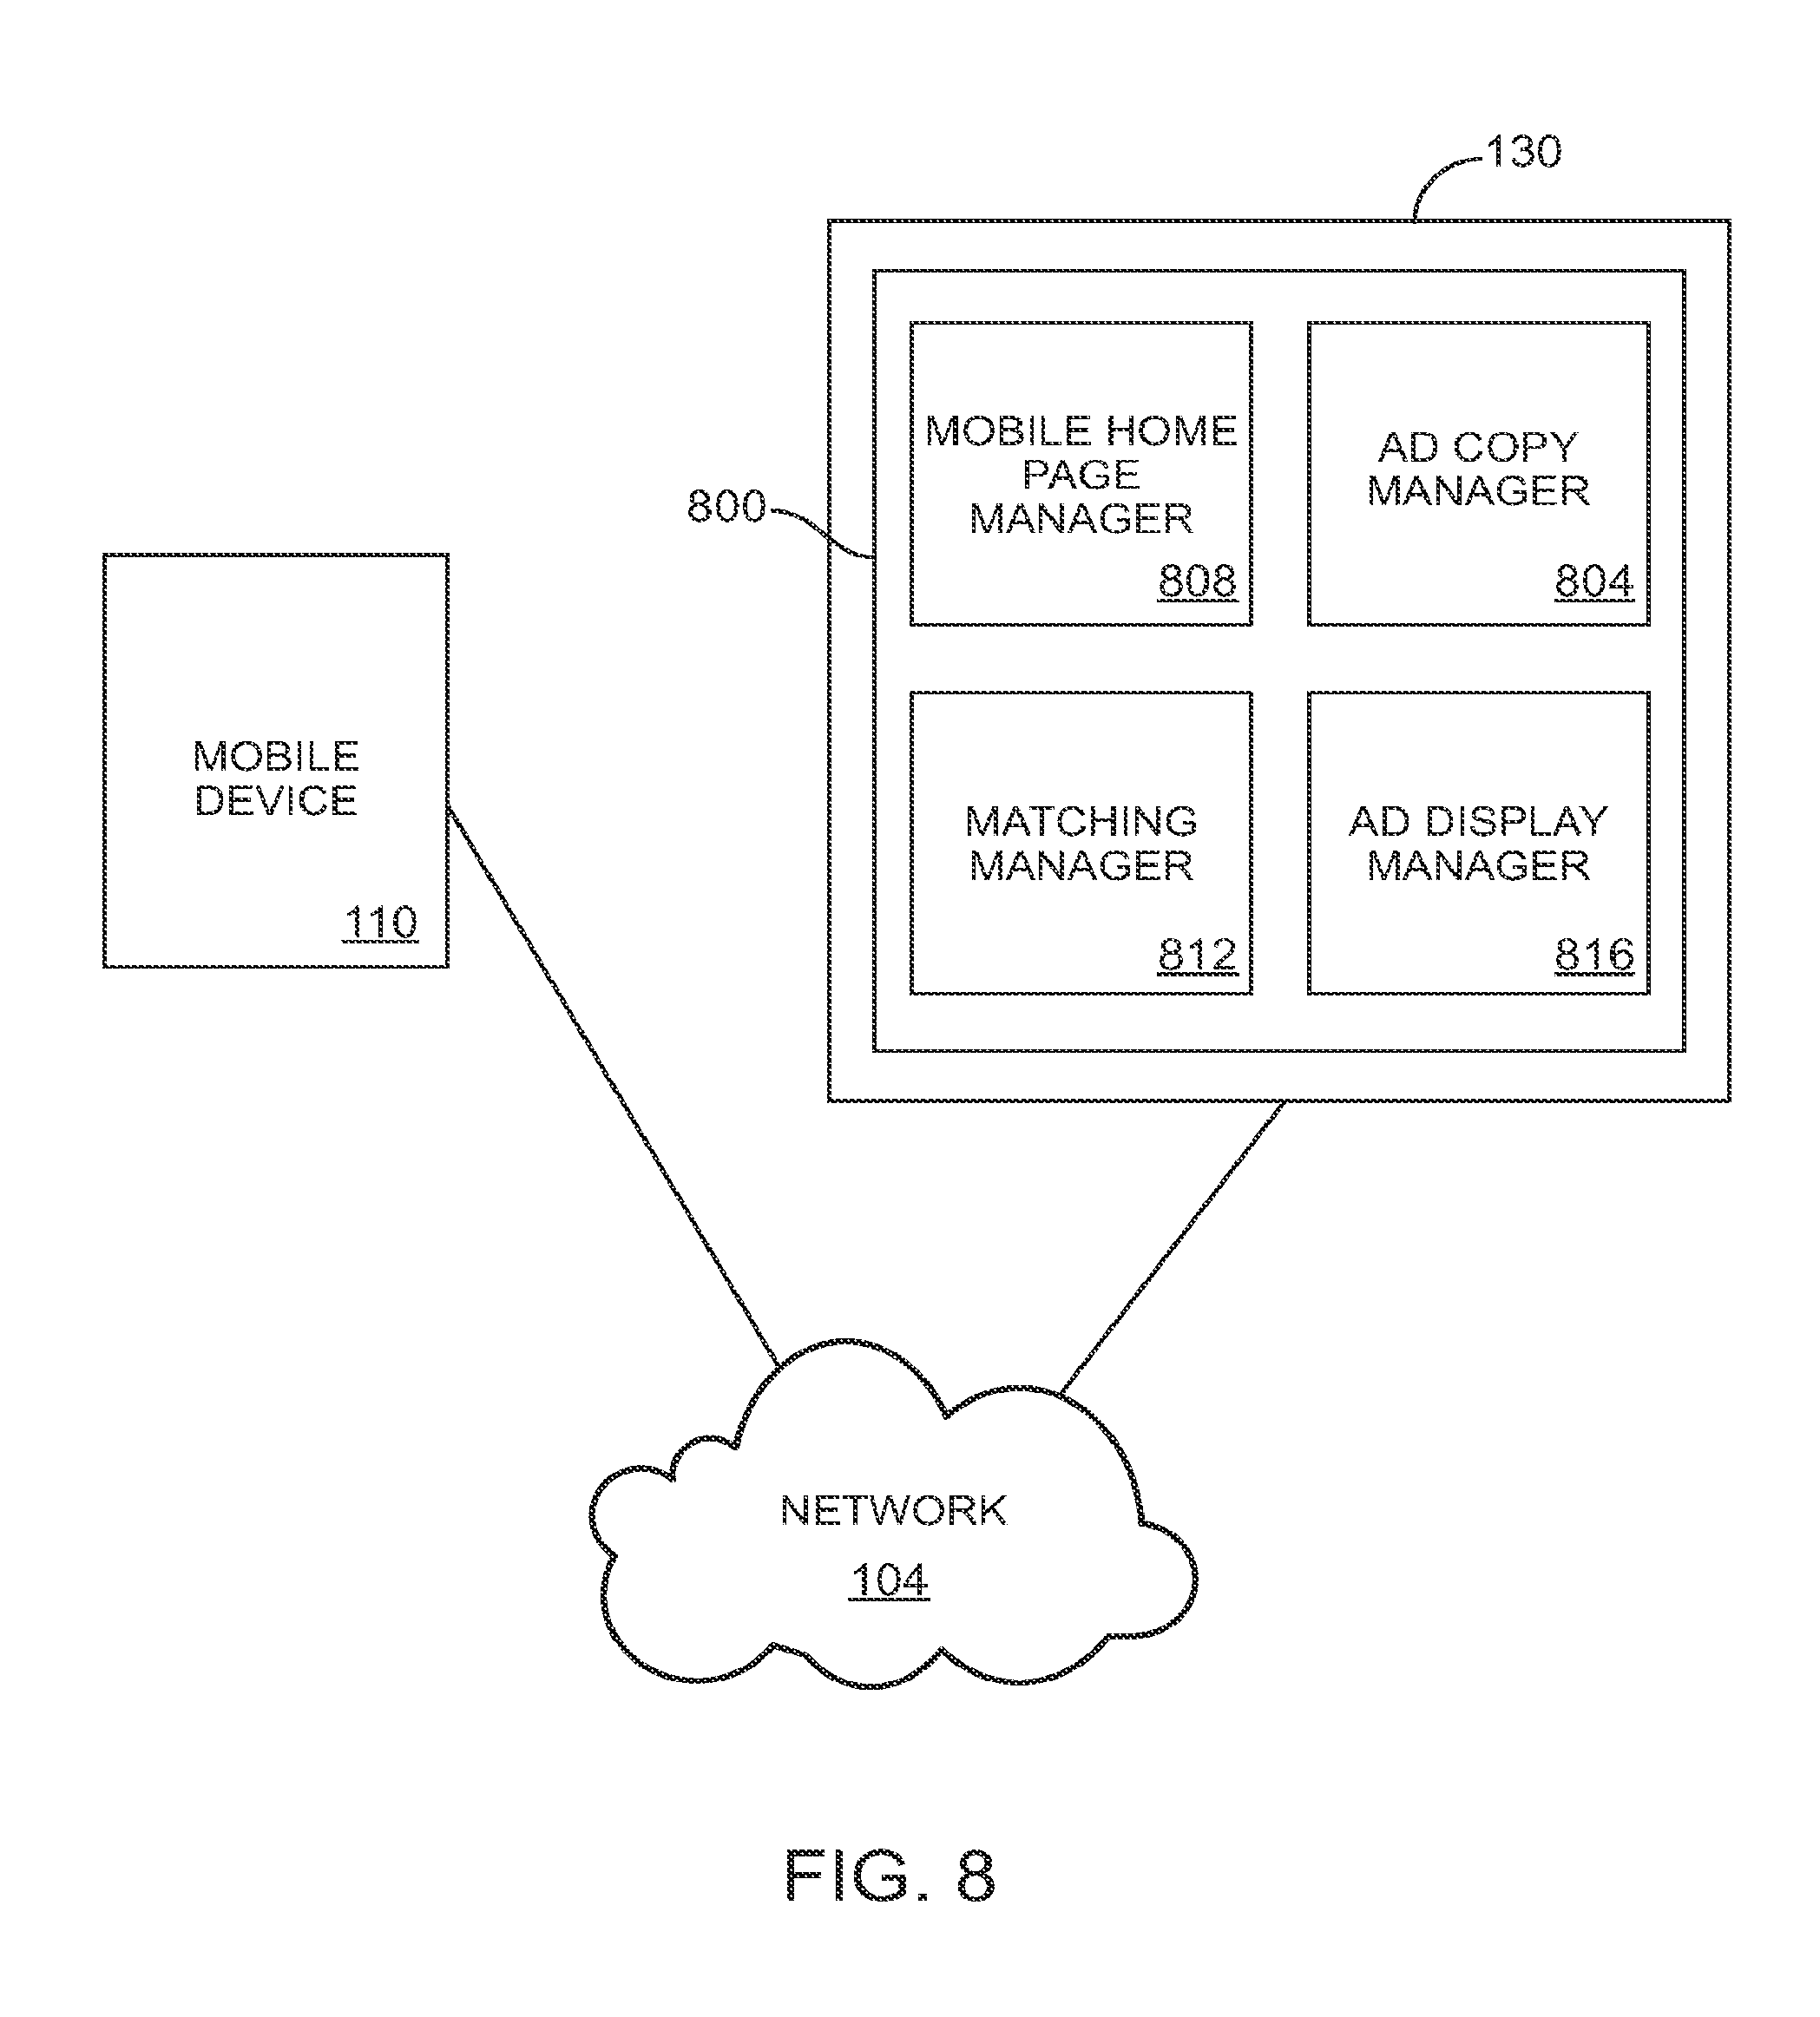 130
MOBILE HOME
PAGE
MANAGER
808
AD COPY
MANAGER
804
800
MOBILE
DEVICE
110
MATCHING
MANAGER
812
AD DISPLAY
MANAGER
816
NETWORK
104
FIG. 8